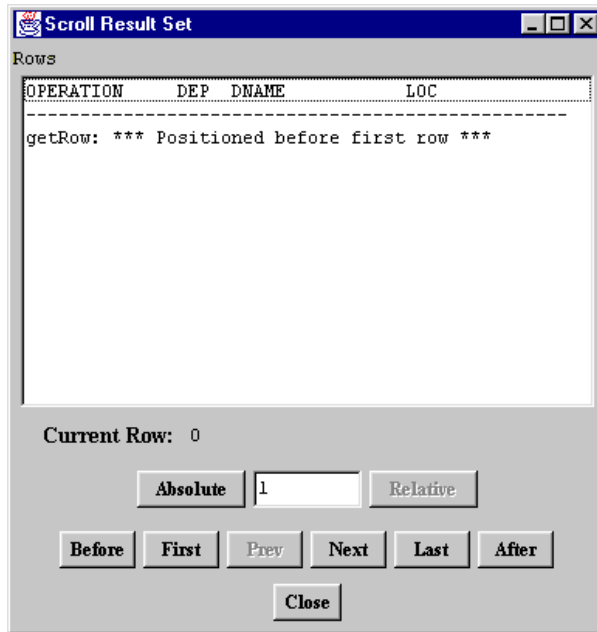 Scroll Result Set
Rows
OPERATION DEP DNAME LOC
--------------------------------------------------
getRow: *** Positioned before first row ***
Current Row: 0
Absolute 1 Relative
Before First Prev Next Last After
Close